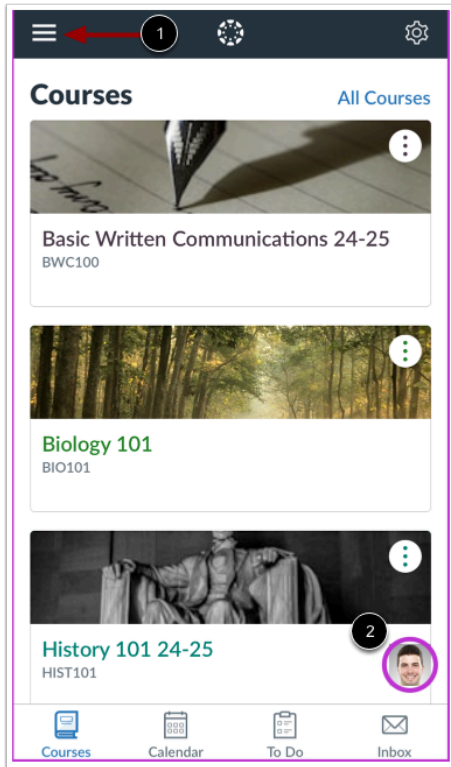 1
Courses
All Courses
Basic Written Communications 24-25
BWC100
Biology 101
BIO101
History 101 24-25
HIST101
2
Courses
Calendar
To Do
Inbox